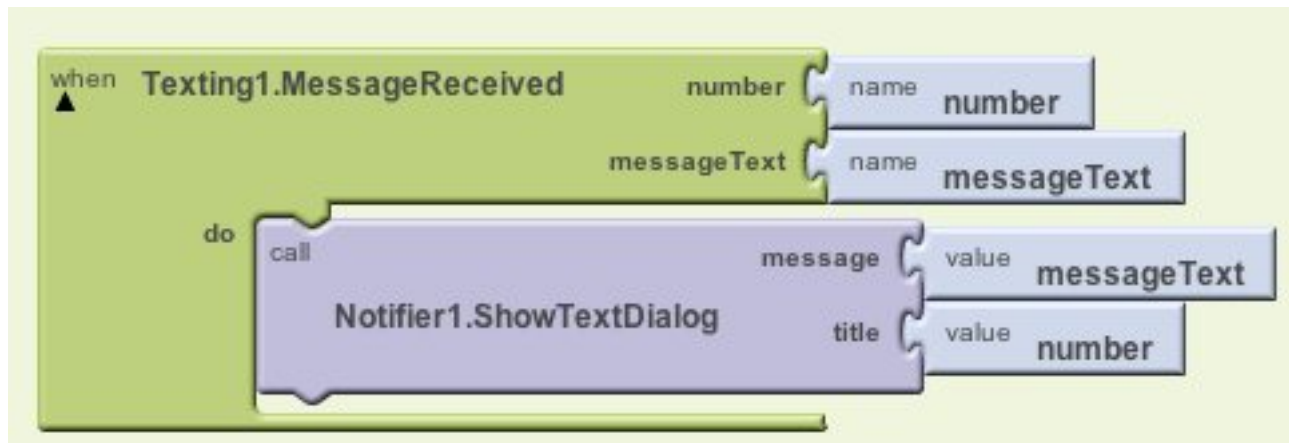 when Texting1.MessageReceived number name number
messageText name messageText
do call message value messageText
Notifier1.ShowTextDialog title value number